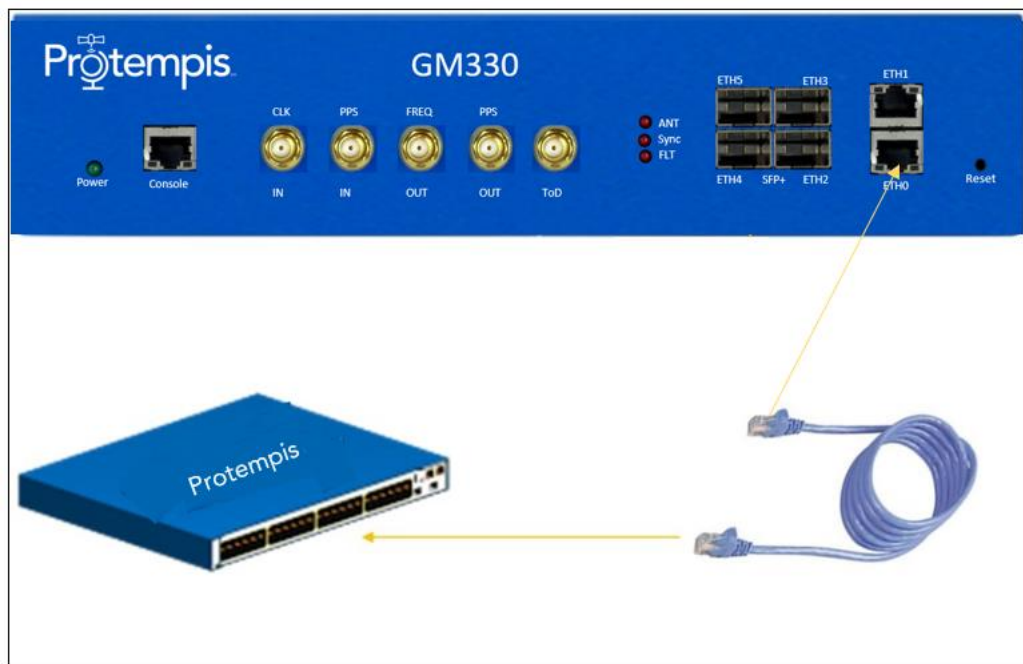 Protempis
GM330
ETH5 ETH3 ETH1
CLK PPS FREQ PPS
ANT
Sync
FLT
Power Console IN IN OUT OUT ToD
ETH4 SFP+ ETH2 ETH0 Reset
Protempis